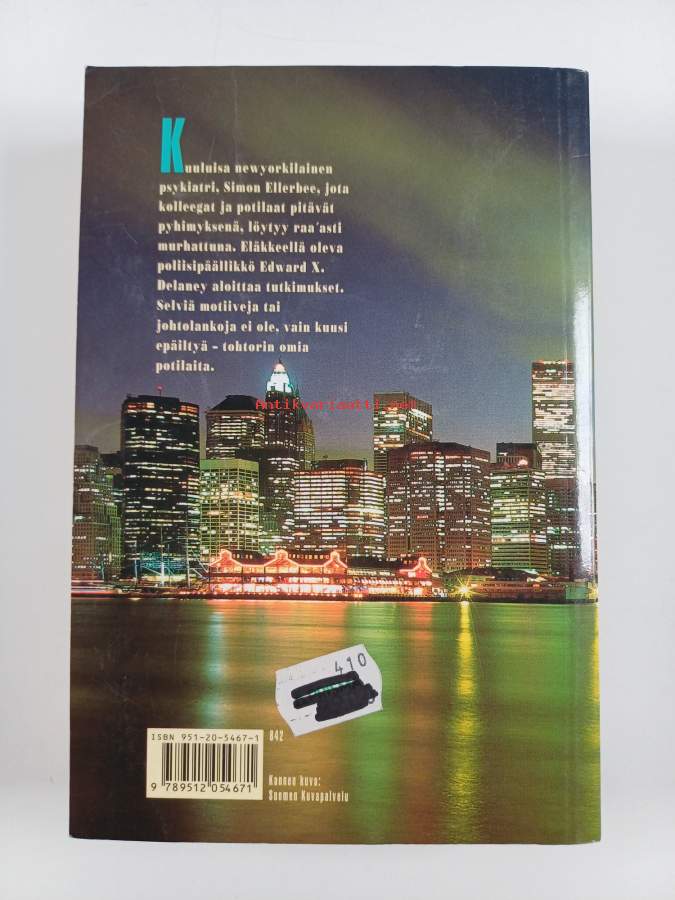 Kuuluisa newyorkilainen
psykiatri, Simon Ellerbee, jota
kolleegat ja potilaat pitävät
pyhimyksenä, löytyy raa'asti
murhattuna. Eläkkeellä oleva
poliisipäällikkö Edward X.
Delaney aloittaa tutkimukset.
Selviä motiiveja tai
johtolankoja ei ole, vain kuusi
epäiltyä – tohtorin omia
potilaita.
Antikvariaatti.com
410
ISBN 951-20-5467-1
842
9 789512 054671
Kannen kuva:
Suomen Kuvapalvelu